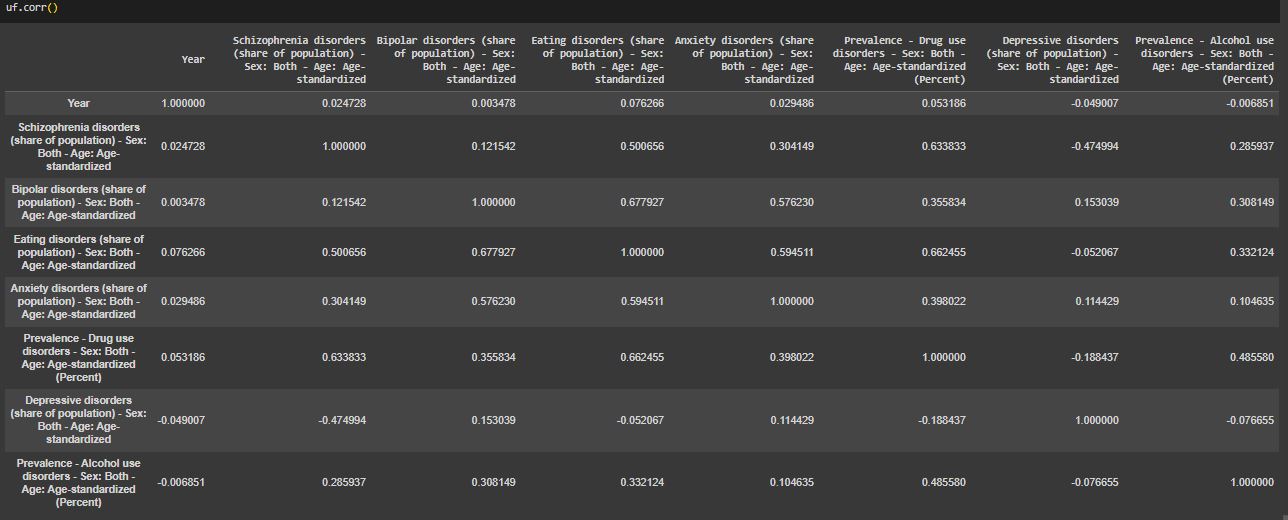 uf.corr()
Year
Schizophrenia disorders
(share of population) -
Sex: Both - Age: Age-
standardized
Bipolar disorders (share
of population) - Sex:
Both - Age: Age-
standardized
Eating disorders (share
of population) - Sex:
Both - Age: Age-
standardized
Anxiety disorders (share
of population) - Sex:
Both - Age: Age-
standardized
Prevalence - Drug use
disorders - Sex: Both -
Age: Age-standardized
(Percent)
Depressive disorders
(share of population) -
Sex: Both - Age: Age-
standardized
Prevalence - Alcohol use
disorders - Sex: Both -
Age: Age-standardized
(Percent)
Year 1.000000 0.024728 0.003478 0.076266 0.029486 0.053186 -0.049007 -0.006851
Schizophrenia disorders
(share of population) - Sex:
Both - Age: Age-
standardized
0.024728 1.000000 0.121542 0.500656 0.304149 0.633833 -0.474994 0.285937
Bipolar disorders (share of
population) - Sex: Both -
Age: Age-standardized
0.003478 0.121542 1.000000 0.677927 0.576230 0.355834 0.153039 0.308149
Eating disorders (share of
population) - Sex: Both -
Age: Age-standardized
0.076266 0.500656 0.677927 1.000000 0.594511 0.662455 -0.052067 0.332124
Anxiety disorders (share of
population) - Sex: Both -
Age: Age-standardized
0.029486 0.304149 0.576230 0.594511 1.000000 0.398022 0.114429 0.104635
Prevalence - Drug use
disorders - Sex: Both -
Age: Age-standardized
(Percent)
0.053186 0.633833 0.355834 0.662455 0.398022 1.000000 -0.188437 0.485580
Depressive disorders
(share of population) - Sex:
Both - Age: Age-
standardized
-0.049007 -0.474994 0.153039 -0.052067 0.114429 -0.188437 1.000000 -0.076655
Prevalence - Alcohol use
disorders - Sex: Both -
Age: Age-standardized
(Percent)
-0.006851 0.285937 0.308149 0.332124 0.104635 0.485580 -0.076655 1.000000